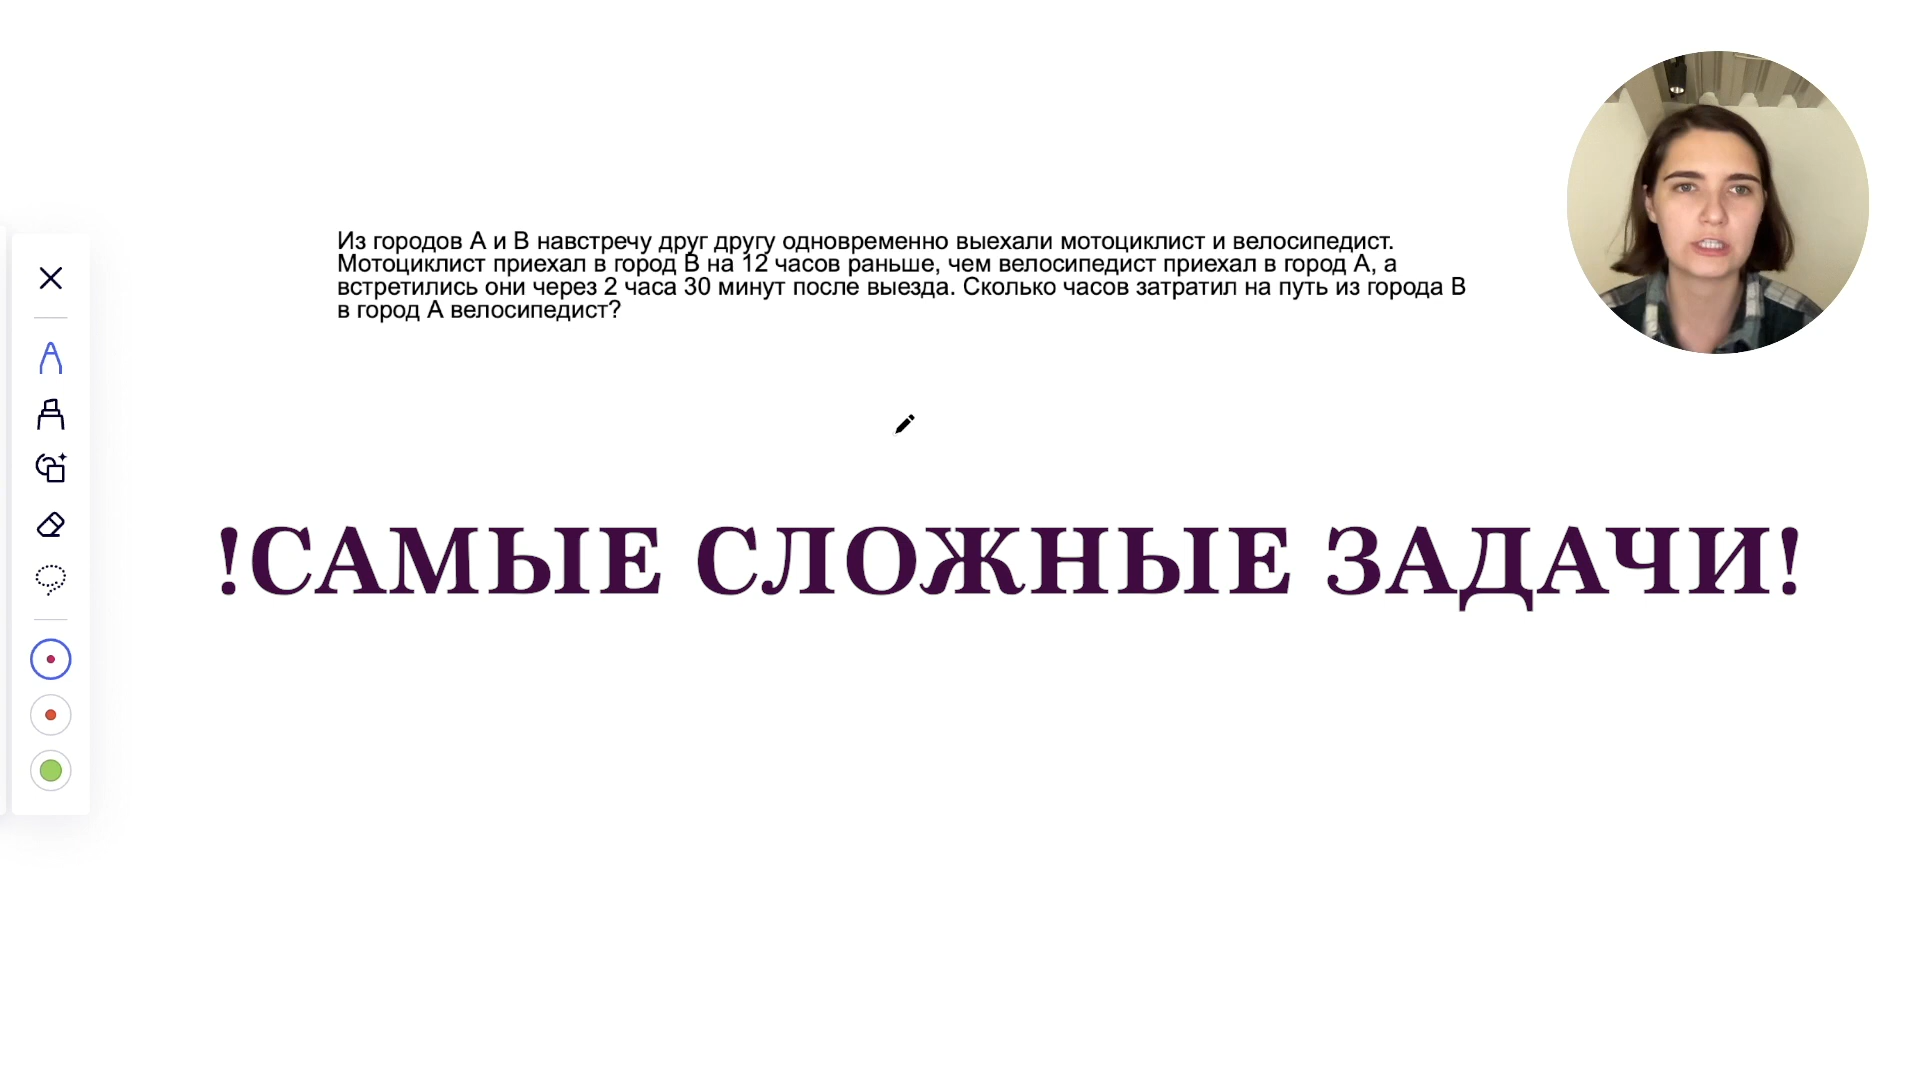 Из городов А и В навстречу друг другу одновременно выехали мотоциклист и велосипедист.
Мотоциклист приехал в город В на 12 часов раньше, чем велосипедист приехал в город А, а
встретились они через 2 часа 30 минут после выезда. Сколько часов затратил на путь из города В
в город А велосипедист?
!САМЫЕ СЛОЖНЫЕ ЗАДАЧИ!